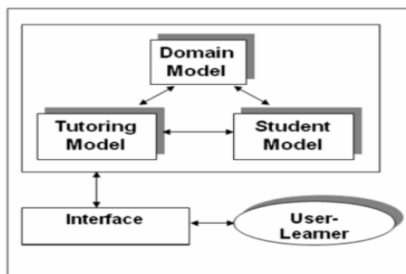 Domain
Model
Tutoring
Model
Student
Model
Interface
User-
Learner